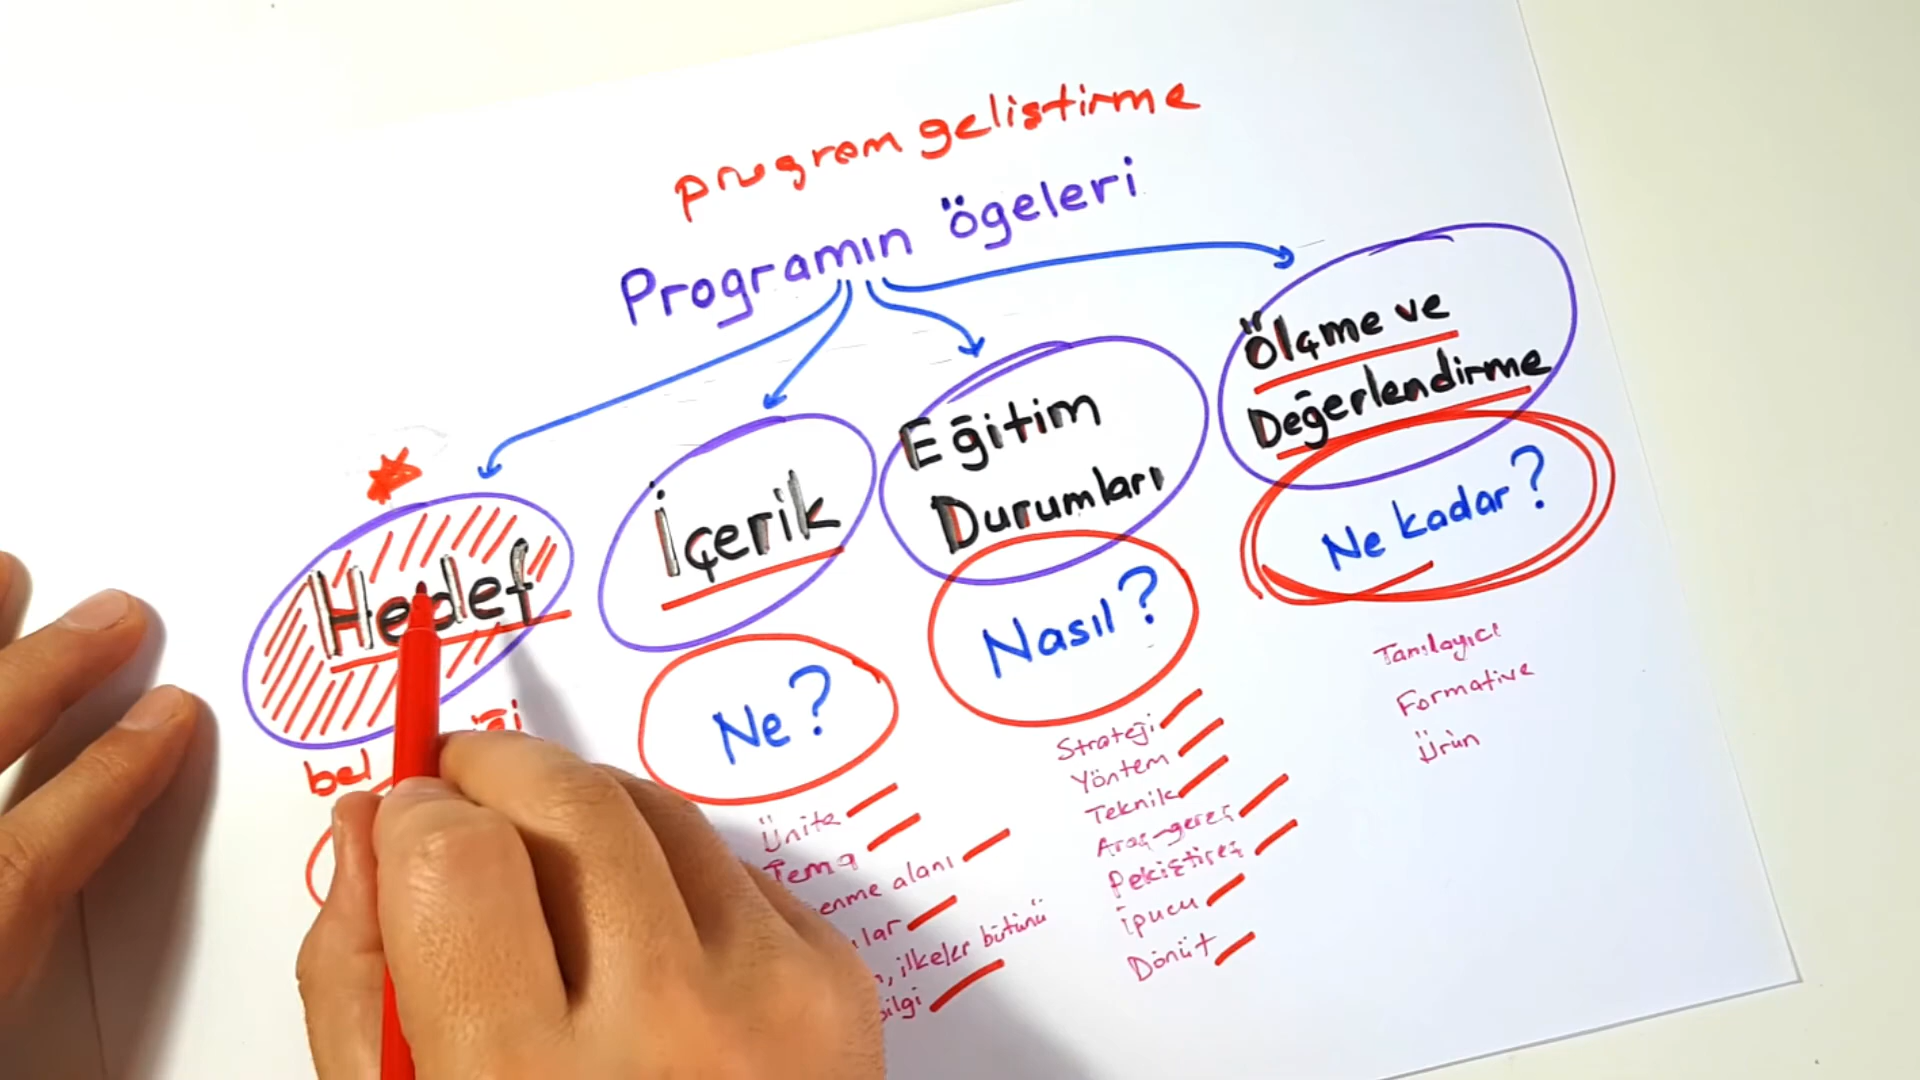 program geliştirme
Programın ögeleri
Hedef
İçerik
Ne?
Ünite
Tema
alanı
ilkeler bütünü
Eğitim
Durumları
Nasıl?
Strateji
Yöntem
Teknik
Araç-gereç
Pekiştireç
İpucu
Dönüt
Ölçme ve
Değerlendirme
Ne kadar?
Tanılayıcı
Formative
Ürün